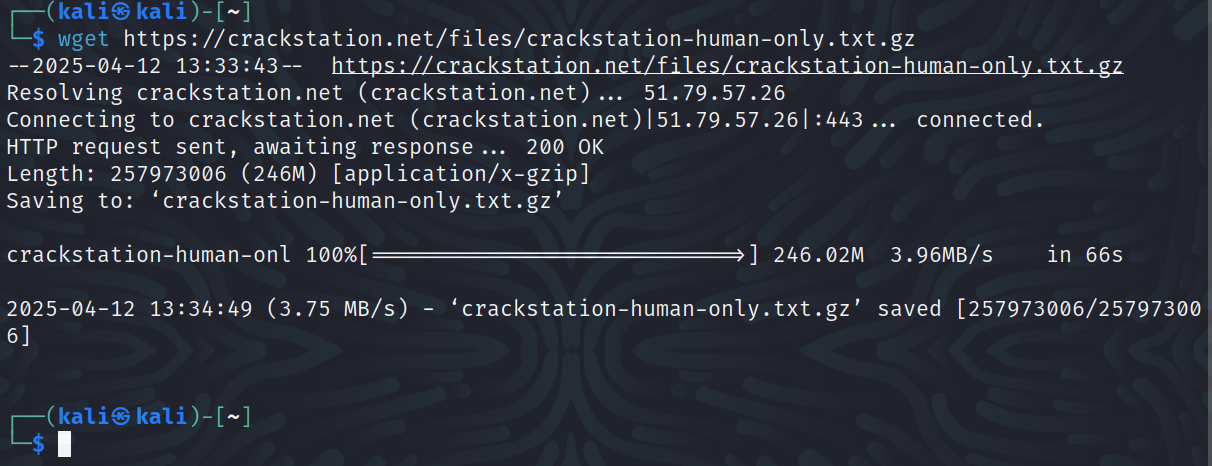 ┌──(kali㉿kali)-[~]
└─$ wget https://crackstation.net/files/crackstation-human-only.txt.gz
--2025-04-12 13:33:43--  https://crackstation.net/files/crackstation-human-only.txt.gz
Resolving crackstation.net (crackstation.net)... 51.79.57.26
Connecting to crackstation.net (crackstation.net)|51.79.57.26|:443... connected.
HTTP request sent, awaiting response... 200 OK
Length: 257973006 (246M) [application/x-gzip]
Saving to: ‘crackstation-human-only.txt.gz’
crackstation-human-onl 100%[===========================>] 246.02M  3.96MB/s    in 66s
2025-04-12 13:34:49 (3.75 MB/s) - ‘crackstation-human-only.txt.gz’ saved [257973006/25797300
6]
┌──(kali㉿kali)-[~]
└─$